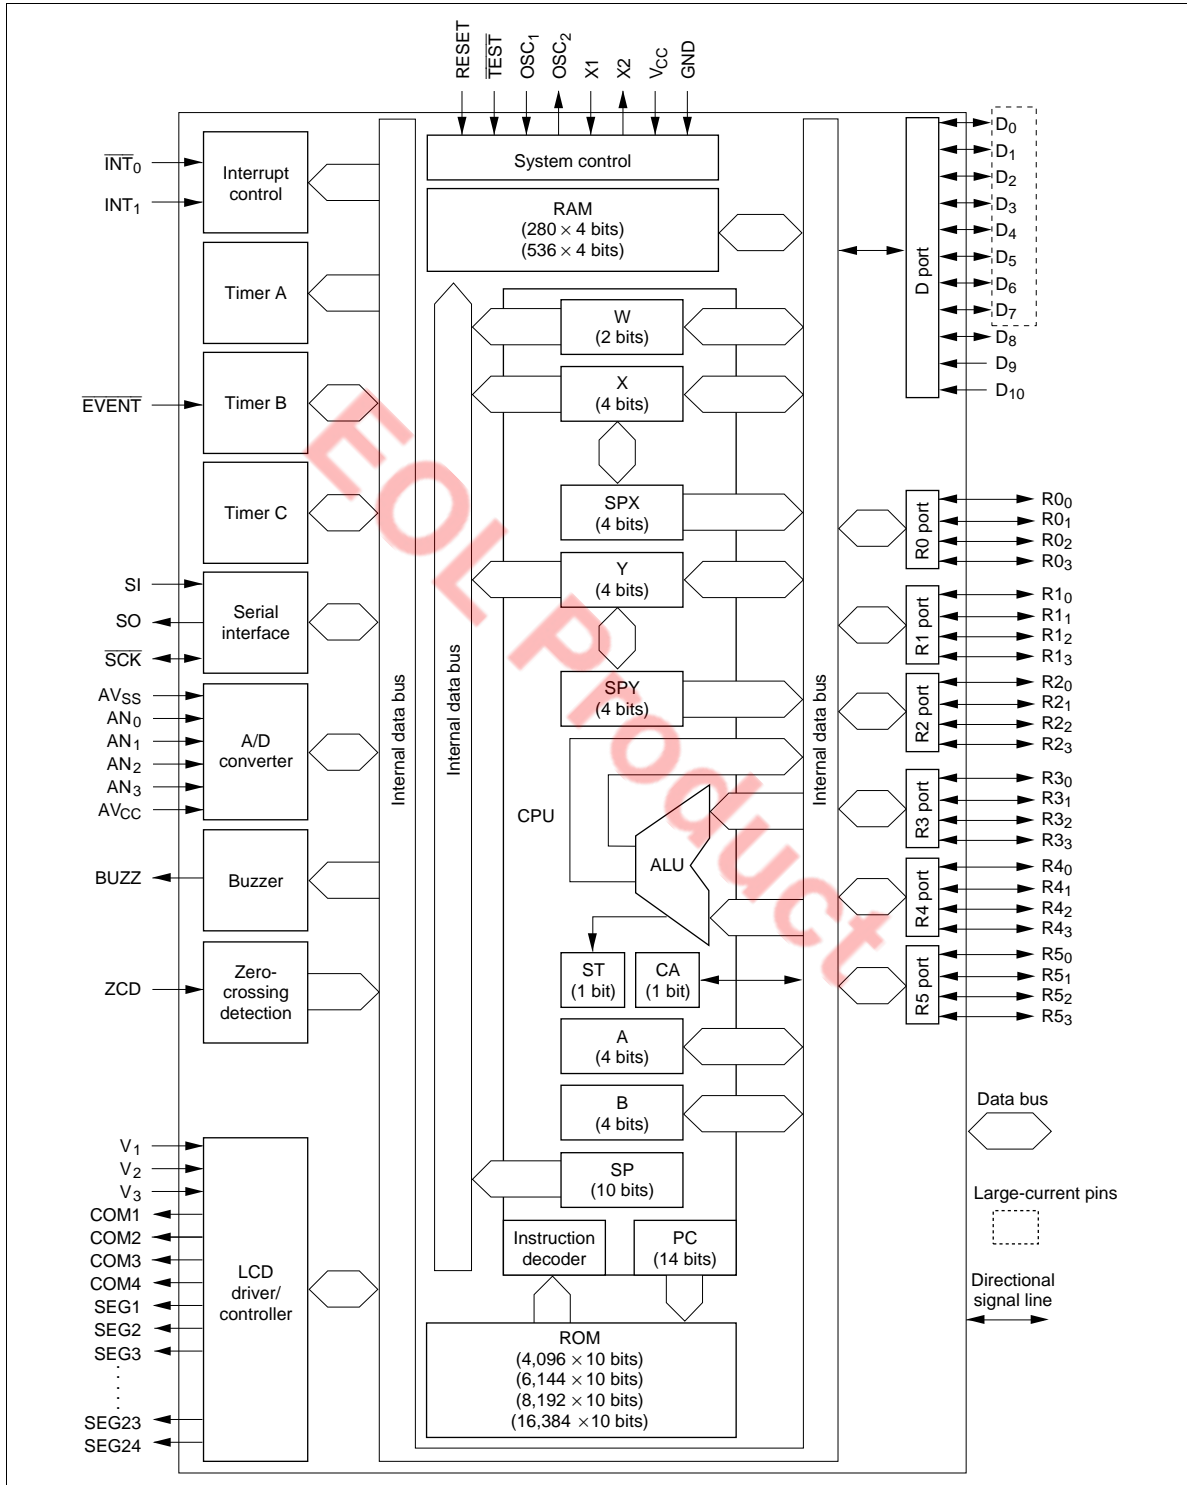 RESET
TEST
OSC1
OSC2
X1
X2
VCC
GND
System control
RAM
(280 × 4 bits)
(536 × 4 bits)
INT0
INT1
Interrupt
control
Timer A
EVENT
Timer B
Timer C
SI
SO
SCK
Serial
interface
AVSS
AN0
AN1
AN2
AN3
AVCC
A/D
converter
BUZZ
Buzzer
ZCD
Zero-
crossing
detection
V1
V2
V3
COM1
COM2
COM3
COM4
SEG1
SEG2
SEG3
SEG23
SEG24
LCD
driver/
controller
Internal data bus
Internal data bus
Internal data bus
CPU
W
(2 bits)
X
(4 bits)
SPX
(4 bits)
Y
(4 bits)
SPY
(4 bits)
ALU
ST
(1 bit)
CA
(1 bit)
A
(4 bits)
B
(4 bits)
SP
(10 bits)
Instruction
decoder
PC
(14 bits)
ROM
(4,096 × 10 bits)
(6,144 × 10 bits)
(8,192 × 10 bits)
(16,384 × 10 bits)
D port
D0
D1
D2
D3
D4
D5
D6
D7
D8
D9
D10
R0 port
R00
R01
R02
R03
R1 port
R10
R11
R12
R13
R2 port
R20
R21
R22
R23
R3 port
R30
R31
R32
R33
R4 port
R40
R41
R42
R43
R5 port
R50
R51
R52
R53
Data bus
Large-current pins
Directional
signal line
EOL Product